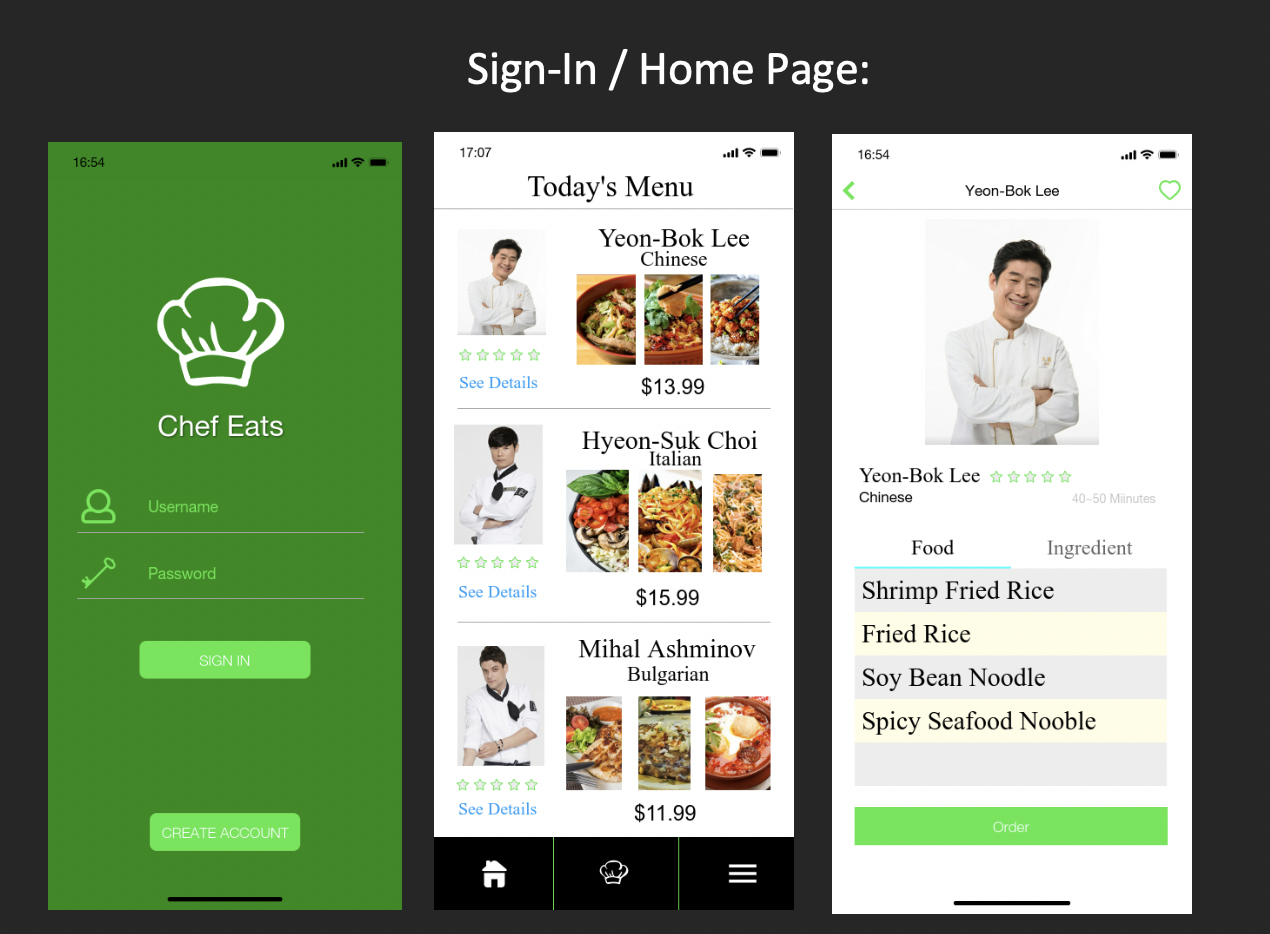 Sign-In / Home Page:
16:54
Chef Eats
Username
Password
SIGN IN
CREATE ACCOUNT
17:07
Today's Menu
Yeon-Bok Lee
Chinese
See Details
$13.99
Hyeon-Suk Choi
Italian
See Details
$15.99
Mihal Ashminov
Bulgarian
See Details
$11.99
16:54
Yeon-Bok Lee
Yeon-Bok Lee
Chinese
40~50 Miinutes
Food Ingredient
Shrimp Fried Rice
Fried Rice
Soy Bean Noodle
Spicy Seafood Nooble
Order